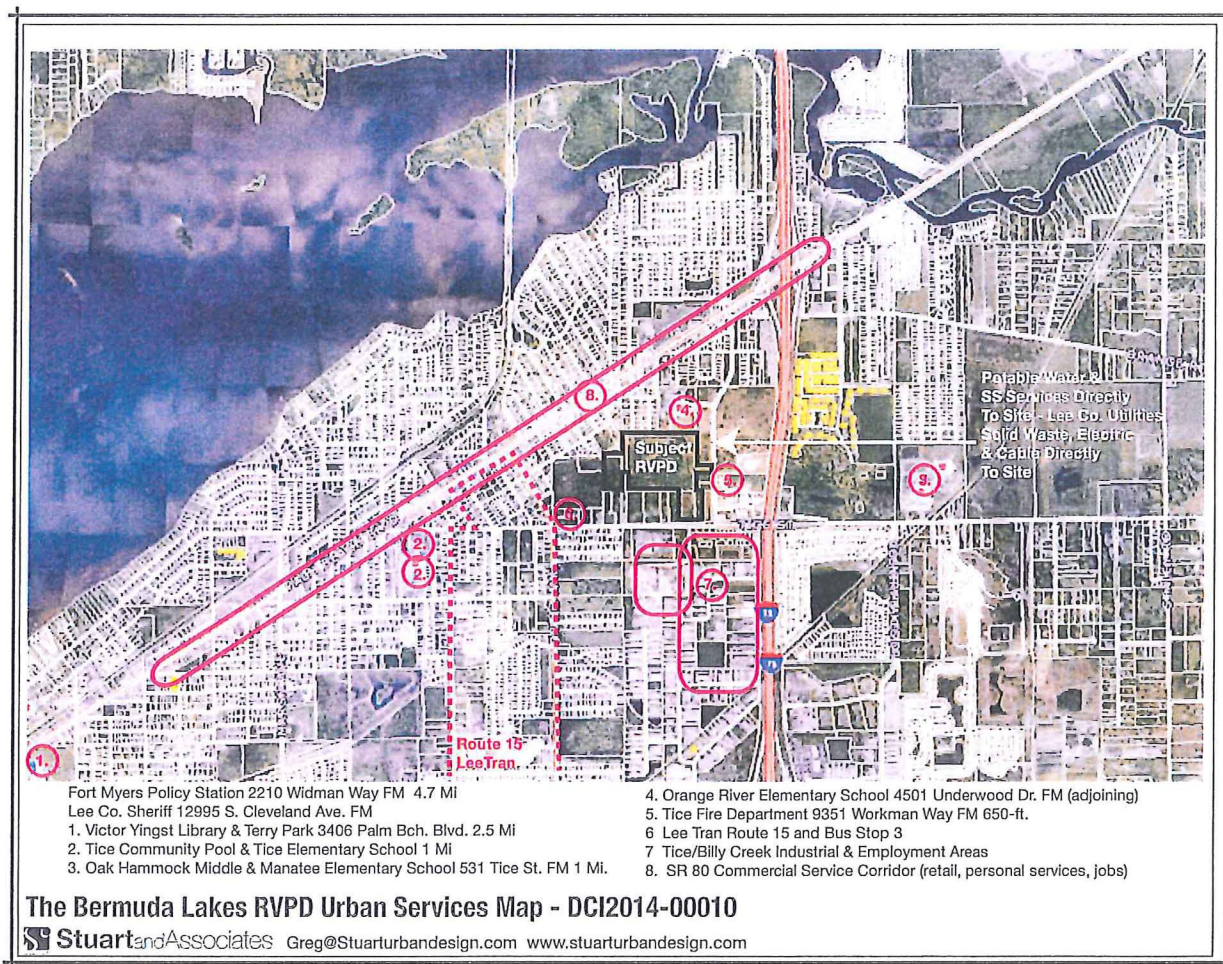 8.
4.
Subject
RVPD
Potable Water &
SS Services Directly
To Site - Lee Co. Utilities
Solid Waste, Electric
& Cable Directly
To Site
3.
2.
2.
7.
Route 15
LeeTran
1.
Fort Myers Policy Station 2210 Widman Way FM 4.7 Mi
Lee Co. Sheriff 12995 S. Cleveland Ave. FM
1. Victor Yingst Library & Terry Park 3406 Palm Bch. Blvd. 2.5 Mi
2. Tice Community Pool & Tice Elementary School 1 Mi
3. Oak Hammock Middle & Manatee Elementary School 531 Tice St. FM 1 Mi.
4. Orange River Elementary School 4501 Underwood Dr. FM (adjoining)
5. Tice Fire Department 9351 Workman Way FM 650-ft.
6 Lee Tran Route 15 and Bus Stop 3
7 Tice/Billy Creek Industrial & Employment Areas
8. SR 80 Commercial Service Corridor (retail, personal services, jobs)
The Bermuda Lakes RVPD Urban Services Map - DCI2014-00010
Stuart and Associates Greg@Stuarturbandesign.com www.stuarturbandesign.com